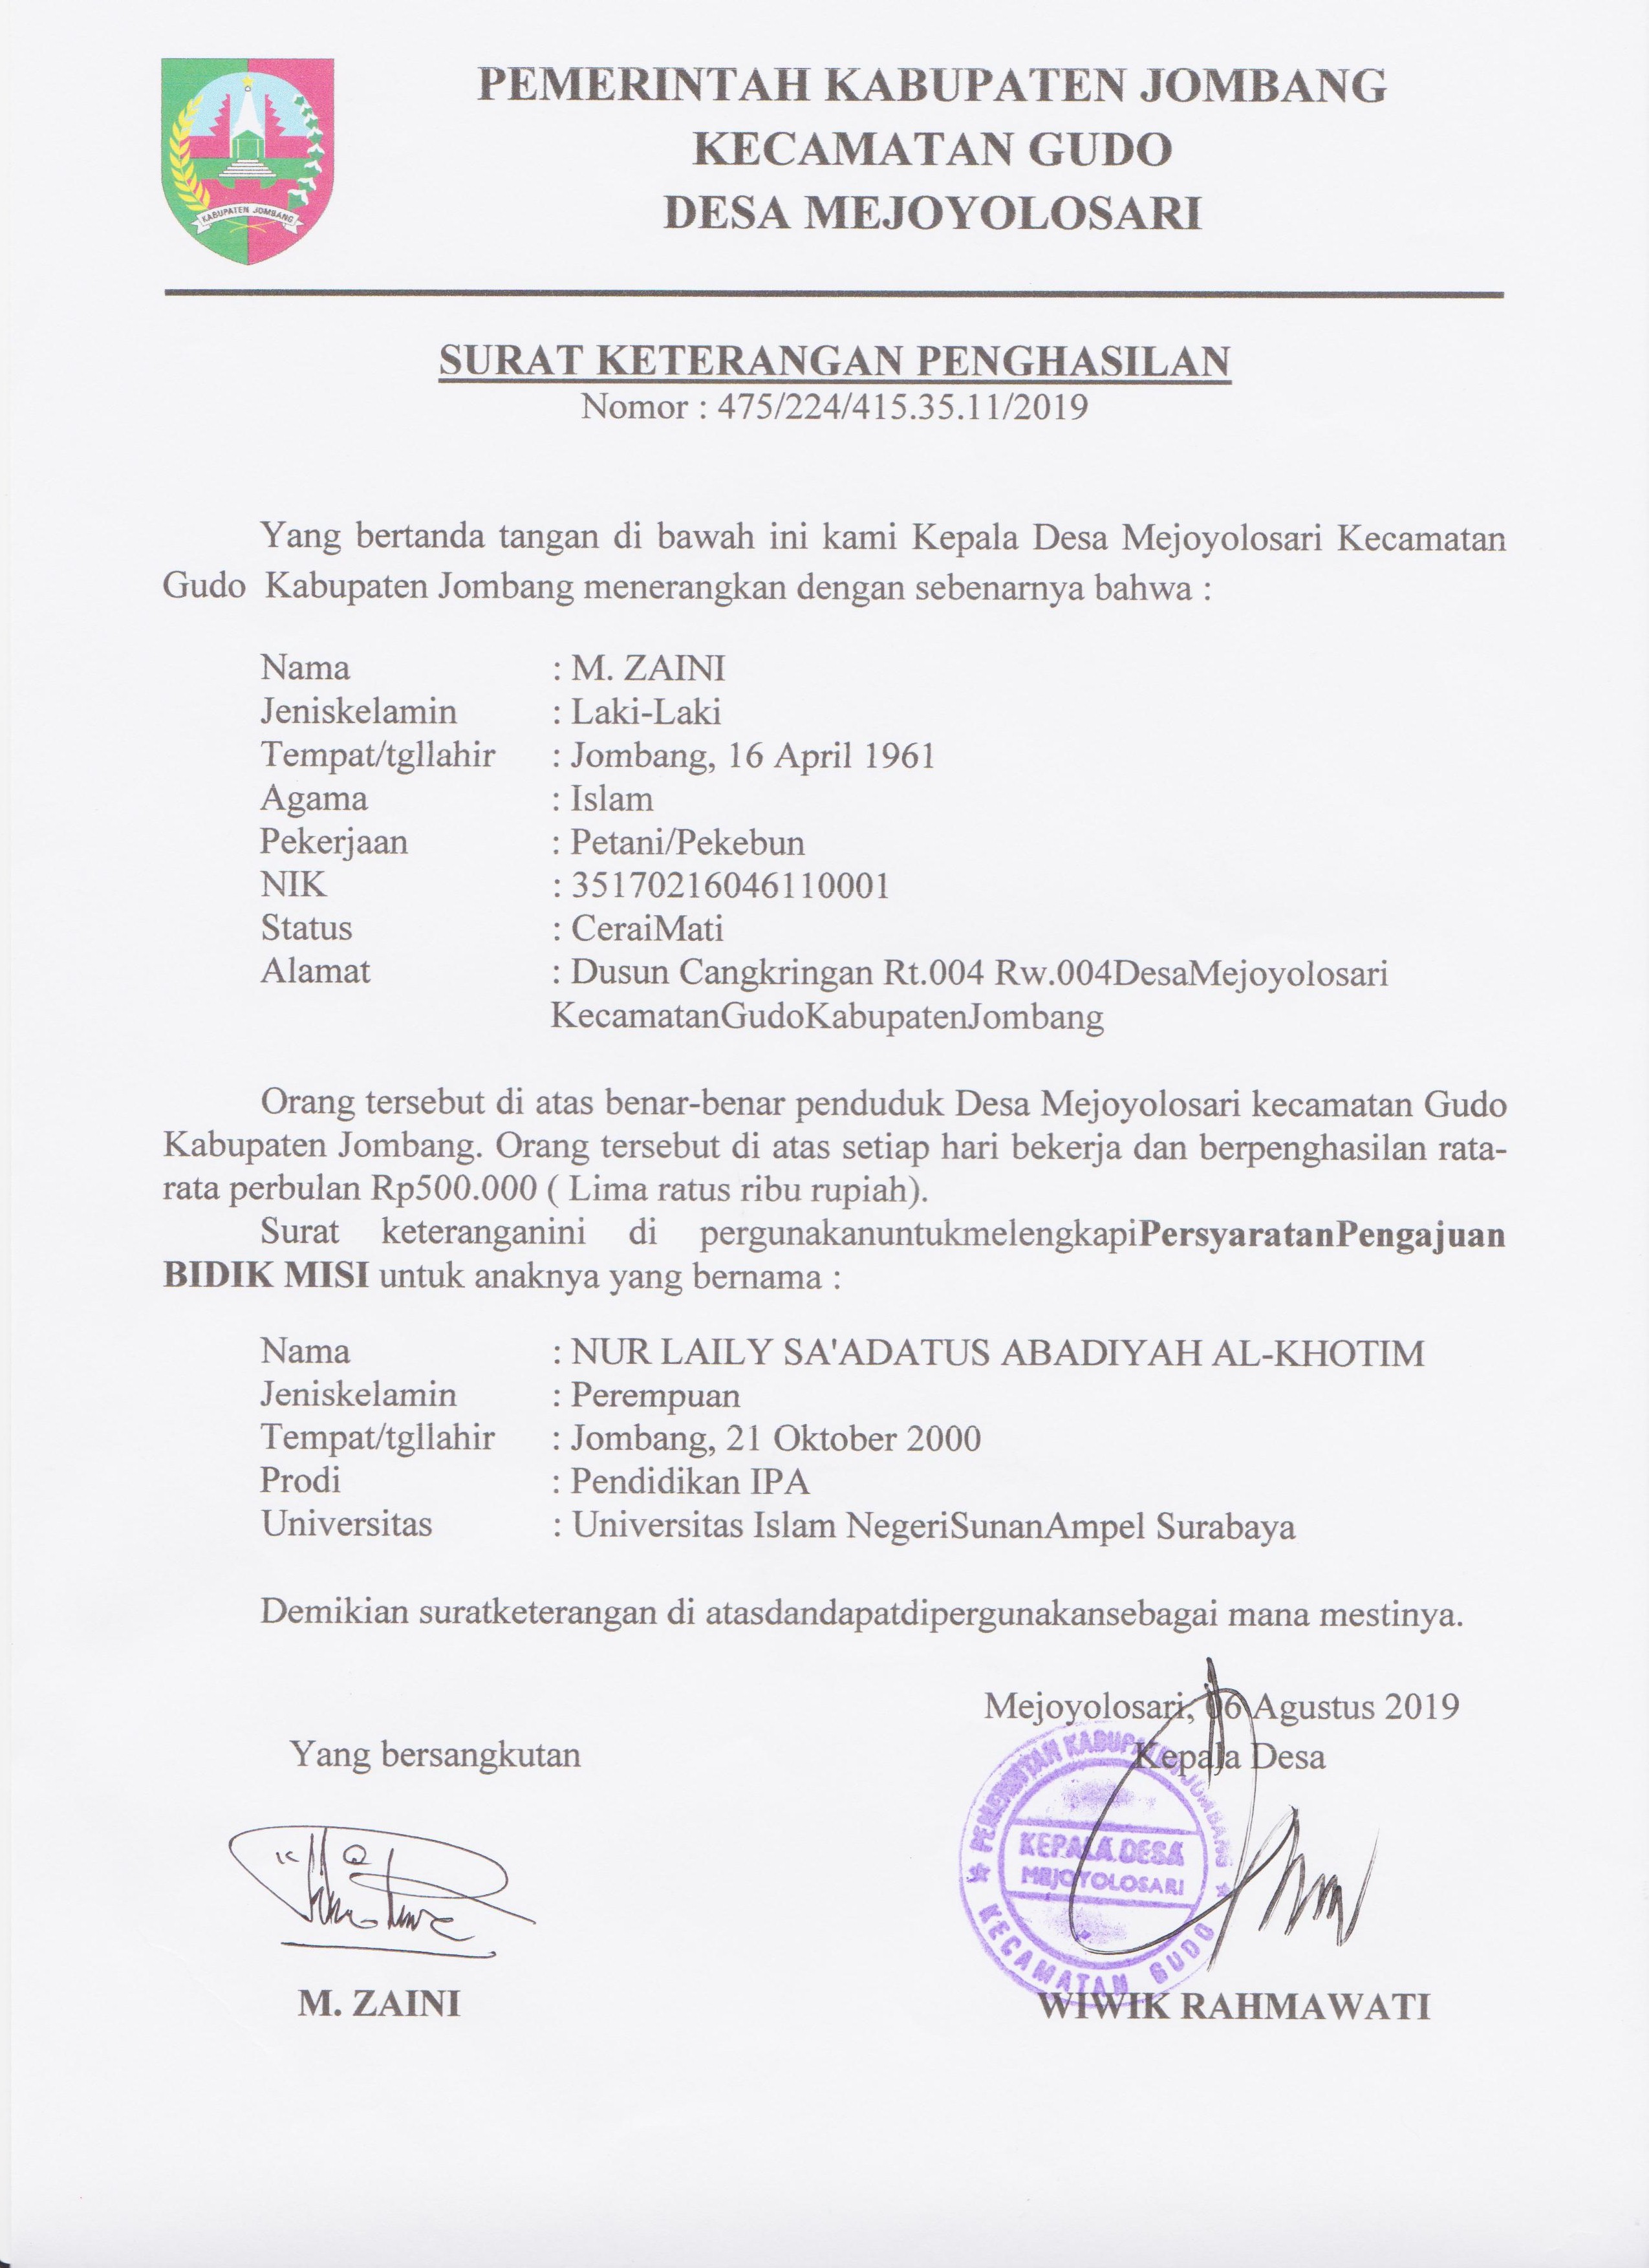 KABUPATEN JOMBANG
PEMERINTAH KABUPATEN JOMBANG
KECAMATAN GUDO
DESA MEJOYOLOSARI
SURAT KETERANGAN PENGHASILAN
Nomor : 475/224/415.35.11/2019
Yang bertanda tangan di bawah ini kami Kepala Desa Mejoyolosari Kecamatan
Gudo Kabupaten Jombang menerangkan dengan sebenarnya bahwa :
Nama : M. ZAINI
Jeniskelamin : Laki-Laki
Tempat/tgllahir : Jombang, 16 April 1961
Agama : Islam
Pekerjaan : Petani/Pekebun
NIK : 35170216046110001
Status : CeraiMati
Alamat : Dusun Cangkringan Rt.004 Rw.004DesaMejoyolosari
KecamatanGudoKabupatenJombang
Orang tersebut di atas benar-benar penduduk Desa Mejoyolosari kecamatan Gudo
Kabupaten Jombang. Orang tersebut di atas setiap hari bekerja dan berpenghasilan rata-
rata perbulan Rp500.000 ( Lima ratus ribu rupiah).
Surat keteranganini di pergunakanuntukmelengkapiPersyaratanPengajuan
BIDIK MISI untuk anaknya yang bernama :
Nama : NUR LAILY SA'ADATUS ABADIYAH AL-KHOTIM
Jeniskelamin : Perempuan
Tempat/tgllahir : Jombang, 21 Oktober 2000
Prodi : Pendidikan IPA
Universitas : Universitas Islam NegeriSunanAmpel Surabaya
Demikian suratketerangan di atasdandapatdipergunakansebagai mana mestinya.
Mejoyolosari, 06 Agustus 2019
Yang bersangkutan Kepala Desa
PEMERINTAH KABUPATEN JOMBANG
KEPALA DESA
MEJOYOLOSARI
KECAMATAN GUDO
M. ZAINI WIWIK RAHMAWATI